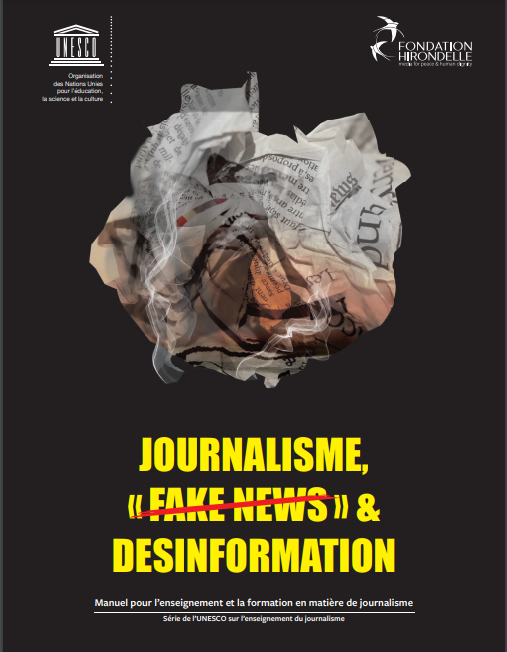 UNESCO
Organisation
des Nations Unies
pour l'éducation,
la science et la culture
FONDATION
HIRONDELLE
media for peace & human dignity
news
JOURNALISME,
« FAKE NEWS » &
DESINFORMATION
Manuel pour l'enseignement et la formation en matière de journalisme
Série de l'UNESCO sur l'enseignement du journalisme